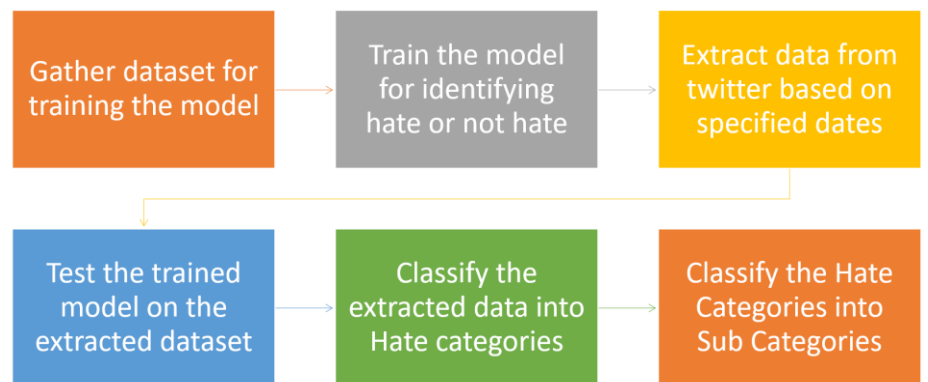 Gather dataset for
training the model
Train the model
for identifying
hate or not hate
Extract data from
twitter based on
specified dates
Test the trained
model on the
extracted dataset
Classify the
extracted data into
Hate categories
Classify the Hate
Categories into
Sub Categories